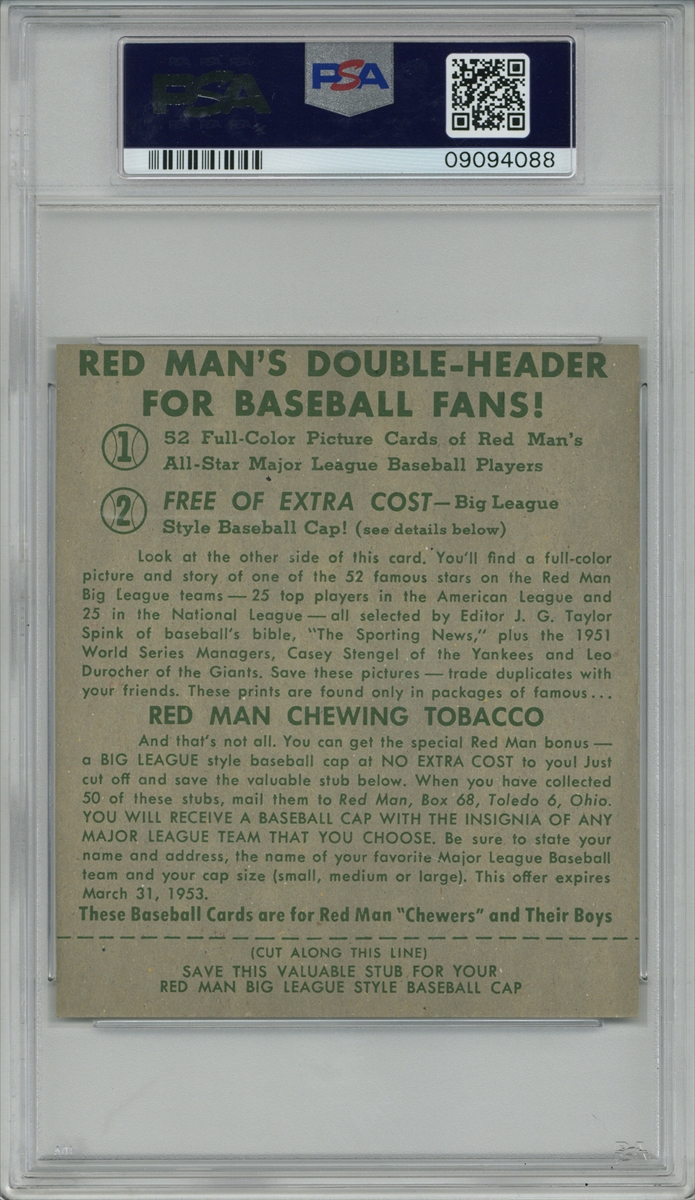 PSA
PSA
09094088
RED MAN'S DOUBLE-HEADER
FOR BASEBALL FANS!
1 52 Full-Color Picture Cards of Red Man's
All-Star Major League Baseball Players
2 FREE OF EXTRA COST—Big League
Style Baseball Cap! (see details below)
Look at the other side of this card. You'll find a full-color
picture and story of one of the 52 famous stars on the Red Man
Big League teams — 25 top players in the American League and
25 in the National League — all selected by Editor J. G. Taylor
Spink of baseball's bible, "The Sporting News," plus the 1951
World Series Managers, Casey Stengel of the Yankees and Leo
Durocher of the Giants. Save these pictures — trade duplicates with
your friends. These prints are found only in packages of famous...
RED MAN CHEWING TOBACCO
And that's not all. You can get the special Red Man bonus —
a BIG LEAGUE style baseball cap at NO EXTRA COST to you! Just
cut off and save the valuable stub below. When you have collected
50 of these stubs, mail them to Red Man, Box 68, Toledo 6, Ohio.
YOU WILL RECEIVE A BASEBALL CAP WITH THE INSIGNIA OF ANY
MAJOR LEAGUE TEAM THAT YOU CHOOSE. Be sure to state your
name and address, the name of your favorite Major League Baseball
team and your cap size (small, medium or large). This offer expires
March 31, 1953.
These Baseball Cards are for Red Man "Chewers" and Their Boys
(CUT ALONG THIS LINE)
SAVE THIS VALUABLE STUB FOR YOUR
RED MAN BIG LEAGUE STYLE BASEBALL CAP